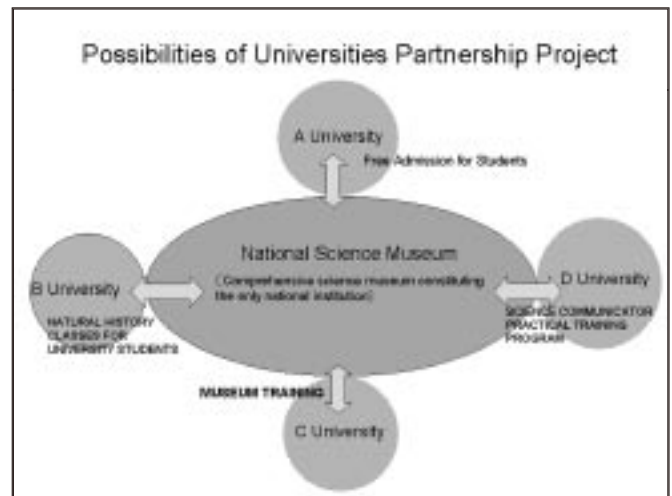 Possibilities of Universities Partnership Project
A University
Free Admission for Students
National Science Museum
(Comprehensive science museum constituting
the only national institution)
B University
NATURAL HISTORY
CLASSES FOR
UNIVERSITY STUDENTS
D University
SCIENCE COMMUNICATOR
PRACTICAL TRAINING
PROGRAM
MUSEUM TRAINING
C University